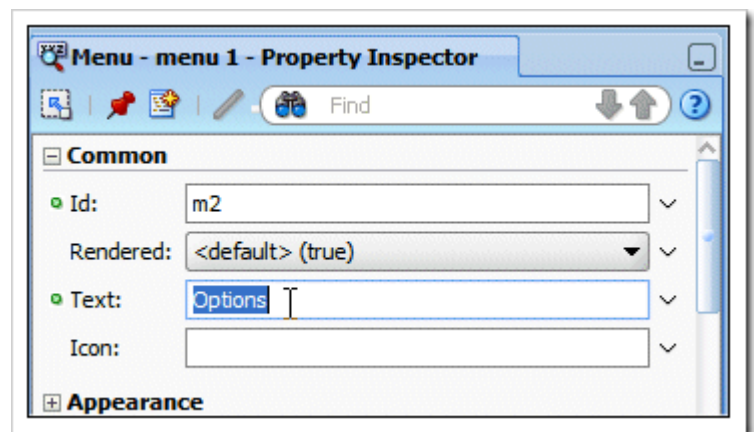 Menu - menu 1 - Property Inspector
Find
Common
Id: m2
Rendered: <default> (true)
Text: Options
Icon:
Appearance